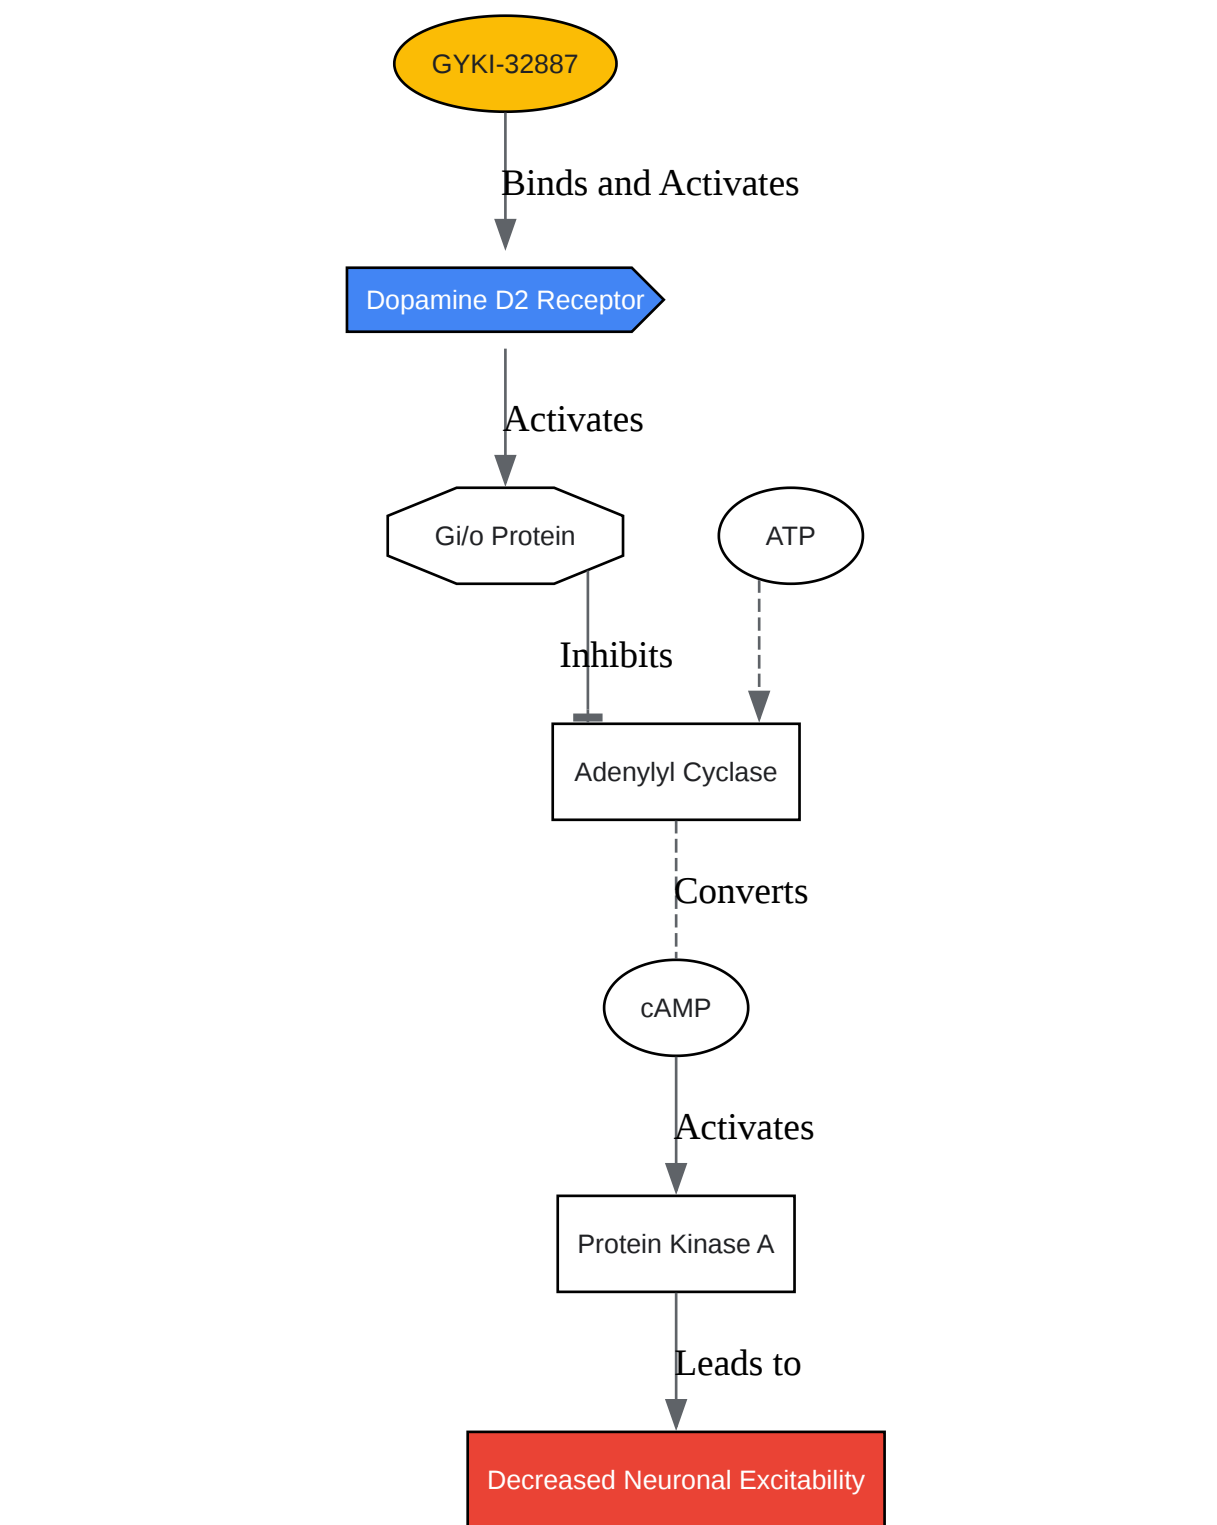 GYKI-32887
Binds and Activates
Dopamine D2 Receptor
Activates
Gi/o Protein
ATP
Inhibits
Adenylyl Cyclase
Converts
cAMP
Activates
Protein Kinase A
Leads to
Decreased Neuronal Excitability